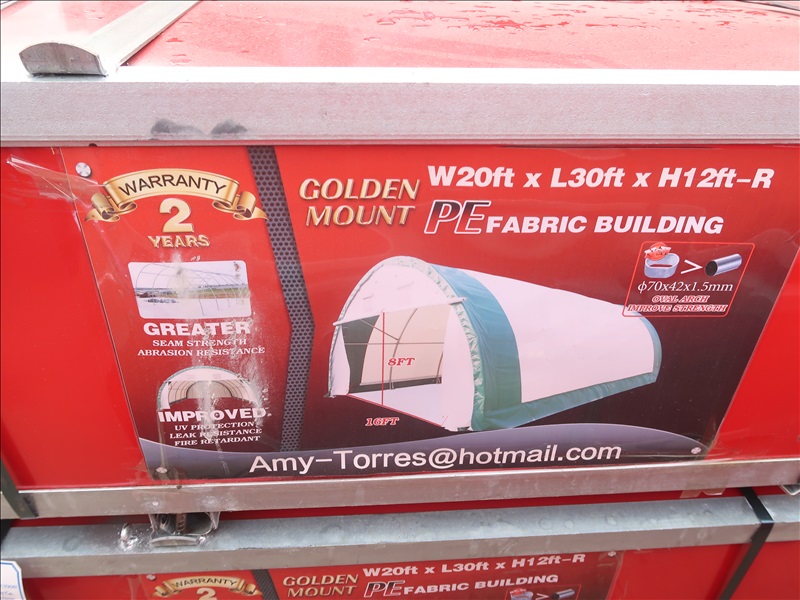 WARRANTY
2
YEARS
GREATER
SEAM STRENGTH
ABRASION RESISTANCE
IMPROVED
UV PROTECTION
LEAK RESISTANCE
FIRE RETARDANT
GOLDEN
MOUNT
W20ft x L30ft x H12ft-R
PE FABRIC BUILDING
>
ф70x42x1.5mm
OVAL ARCH
IMPROVE STRENGTH
8FT
16FT
Amy-Torres@hotmail.com
WARRANTY
2
GOLDEN
MOUNT
W20ft x L30ft x H12ft-R
PE FABRIC BUILDING